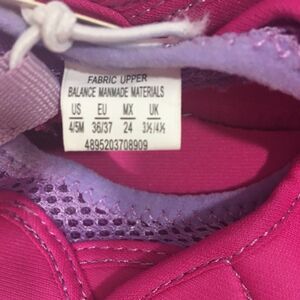 FABRIC UPPER
BALANCE MANMADE MATERIALS
US EU MX UK
4/5M 36/37 24 3½/4½
4895203708909